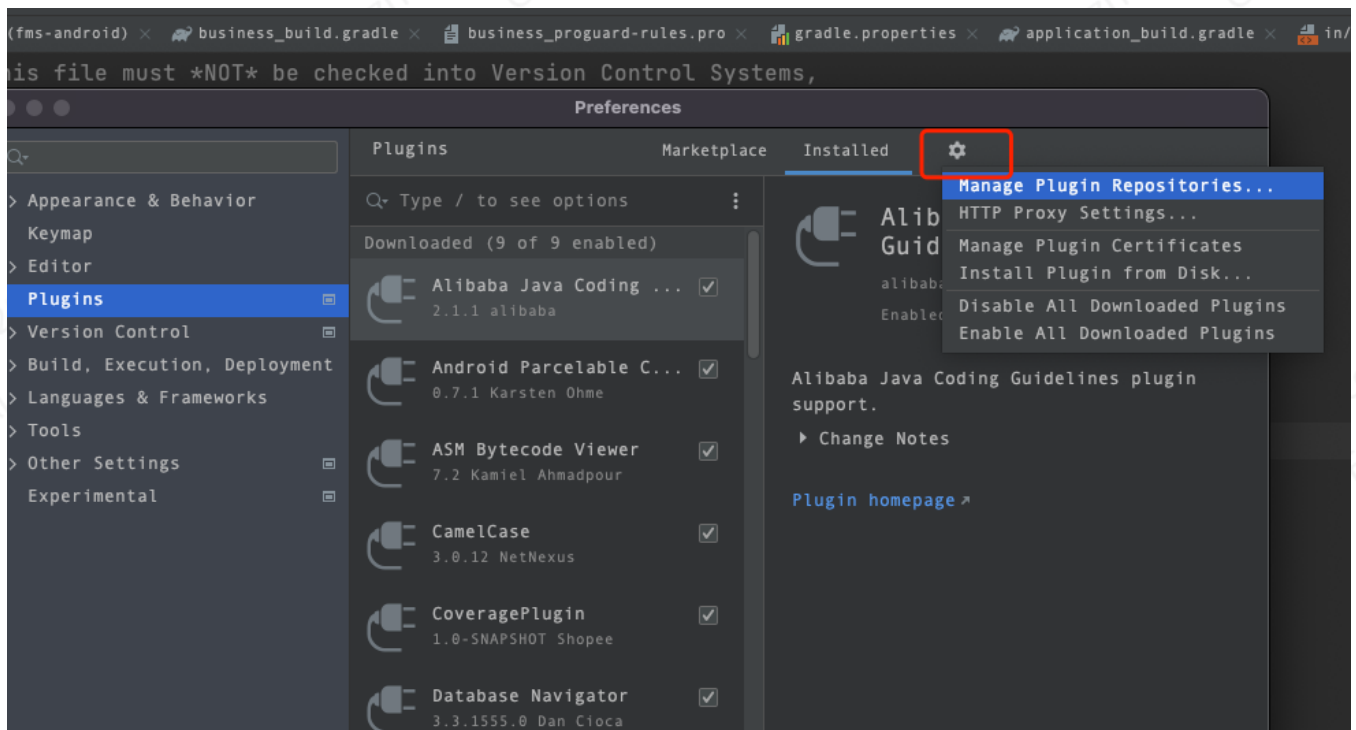 (fms-android) business_build.gradle business_proguard-rules.pro gradle.properties application_build.gradle in/
his file must *NOT* be checked into Version Control Systems,
Preferences
Plugins Marketplace Installed
Appearance & Behavior
Keymap
Editor
Plugins
Version Control
Build, Execution, Deployment
Languages & Frameworks
Tools
Other Settings
Experimental
Type / to see options
Downloaded (9 of 9 enabled)
Alibaba Java Coding ...
2.1.1 alibaba
Android Parcelable C...
0.7.1 Karsten Ohme
ASM Bytecode Viewer
7.2 Kamiel Ahmadpour
CamelCase
3.0.12 NetNexus
CoveragePlugin
1.0-SNAPSHOT Shopee
Database Navigator
3.3.1555.0 Dan Cioca
Manage Plugin Repositories...
HTTP Proxy Settings...
Manage Plugin Certificates
Install Plugin from Disk...
Disable All Downloaded Plugins
Enable All Downloaded Plugins
Alib
Guid
alibaba
Enabled
Alibaba Java Coding Guidelines plugin
support.
Change Notes
Plugin homepage